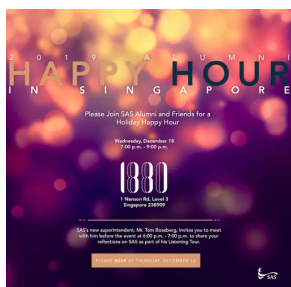 2019 ALUMNI
HAPPY HOUR
IN SINGAPORE
Please Join SAS Alumni and Friends for a
Holiday Happy Hour
Wednesday, December 18
7:00 p.m. - 9:00 p.m.
1880
1 Nanson Rd, Level 3
Singapore 238909
SAS's new superintendent, Mr. Tom Boasberg, invites you to meet
with him before the event at 6:00 p.m. - 7:00 p.m. to share your
reflections on SAS as part of his Listening Tour.
PLEASE RSVP BY THURSDAY, DECEMBER 12
SAS